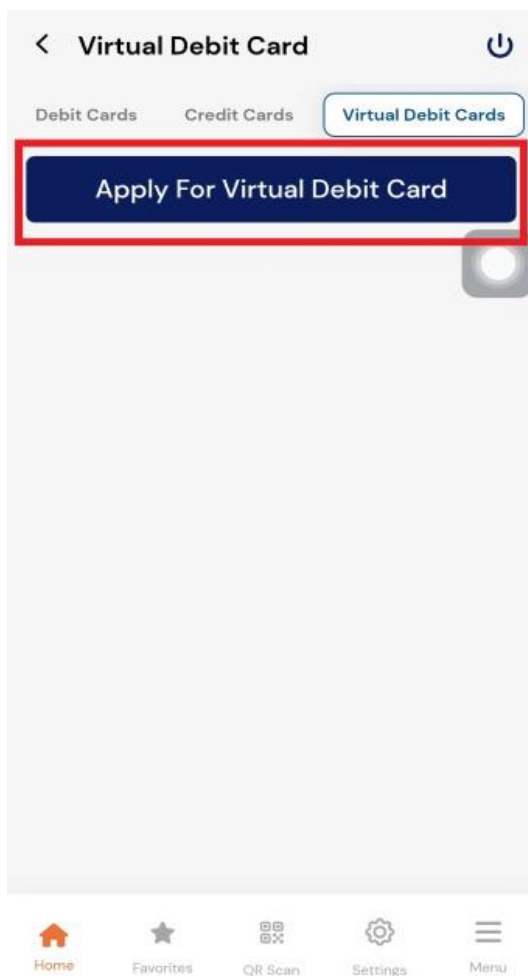 Virtual Debit Card
Debit Cards Credit Cards Virtual Debit Cards
Apply For Virtual Debit Card
Home Favorites QR Scan Settings Menu